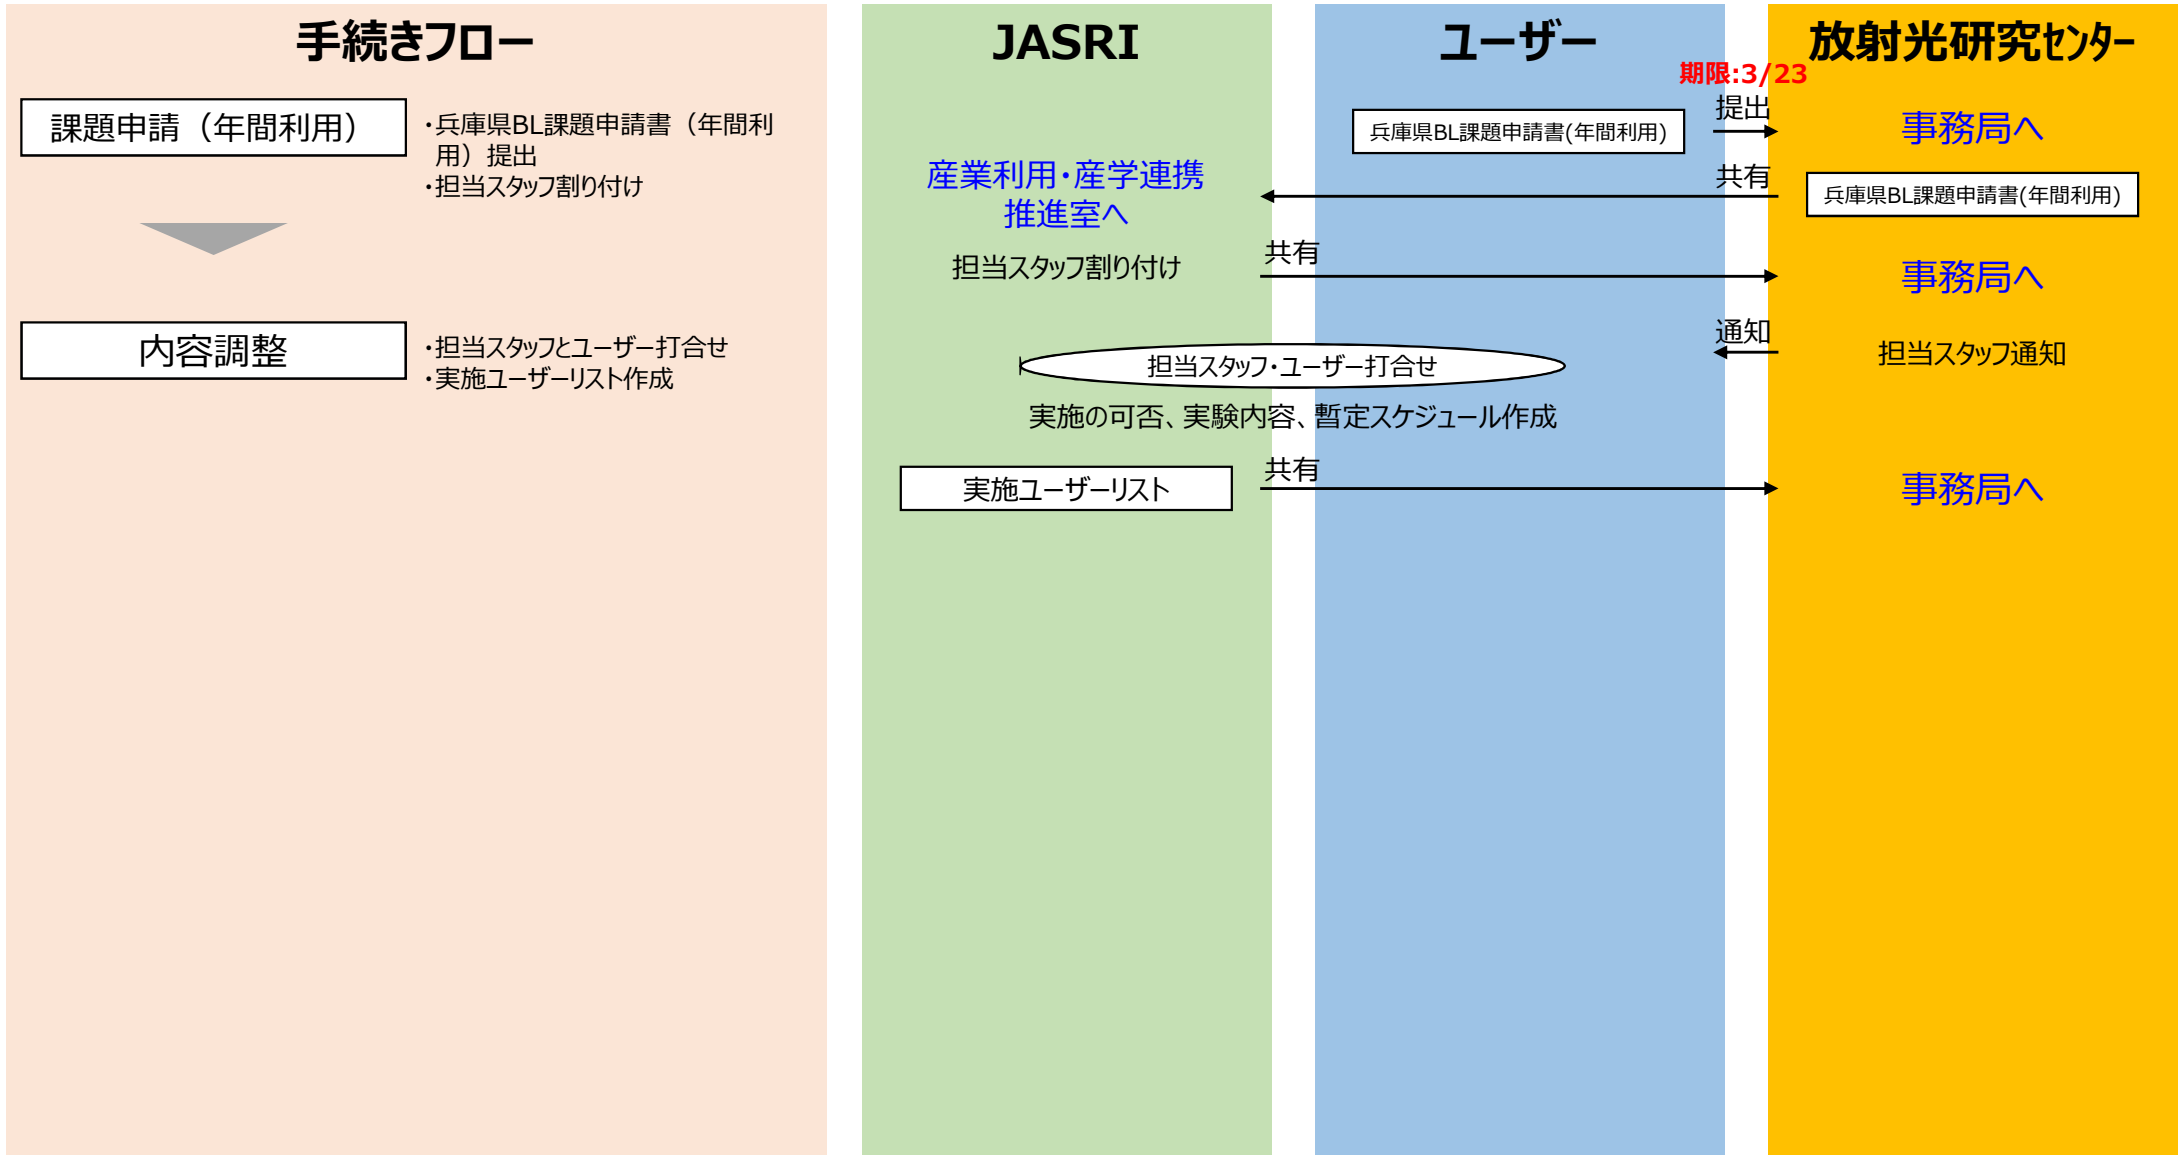 手続きフロー
課題申請（年間利用）
・兵庫県BL課題申請書（年間利
用）提出
・担当スタッフ割り付け
内容調整
・担当スタッフとユーザー打合せ
・実施ユーザーリスト作成
JASRI
ユーザー
放射光研究センター
期限:3/23
兵庫県BL課題申請書(年間利用)
提出
事務局へ
産業利用・産学連携
推進室へ
共有
兵庫県BL課題申請書(年間利用)
担当スタッフ割り付け
共有
事務局へ
通知
担当スタッフ通知
担当スタッフ・ユーザー打合せ
実施の可否、実験内容、暫定スケジュール作成
実施ユーザーリスト
共有
事務局へ